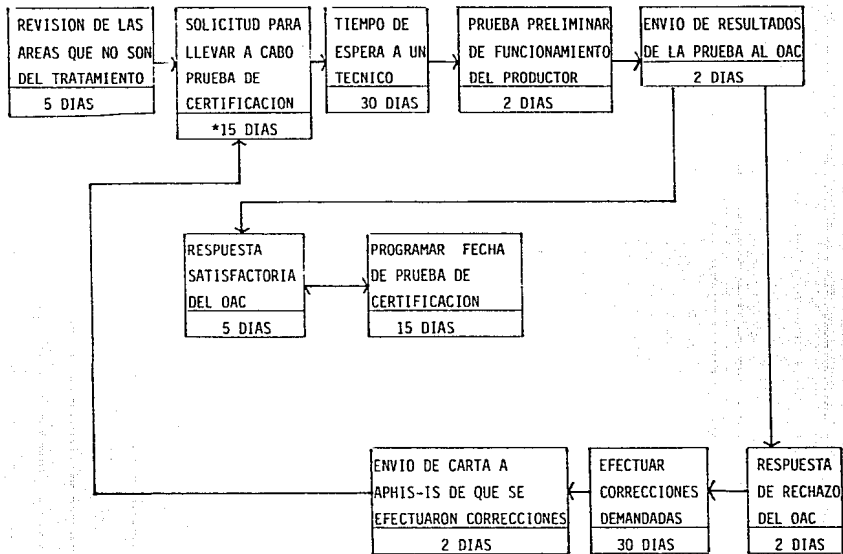 REVISION DE LAS
AREAS QUE NO SON
DEL TRATAMIENTO
5 DIAS
SOLICITUD PARA
LLEVAR A CABO
PRUEBA DE
CERTIFICACION
*15 DIAS
TIEMPO DE
ESPERA A UN
TECNICO
30 DIAS
PRUEBA PRELIMINAR
DE FUNCIONAMIENTO
DEL PRODUCTOR
2 DIAS
ENVIO DE RESULTADOS
DE LA PRUEBA AL OAC
2 DIAS
RESPUESTA
SATISFACTORIA
DEL OAC
5 DIAS
PROGRAMAR FECHA
DE PRUEBA DE
CERTIFICACION
15 DIAS
ENVIO DE CARTA A
APHIS-IS DE QUE SE
EFECTUARON CORRECCIONES
2 DIAS
EFECTUAR
CORRECCIONES
DEMANDADAS
30 DIAS
RESPUESTA
DE RECHAZO
DEL OAC
2 DIAS